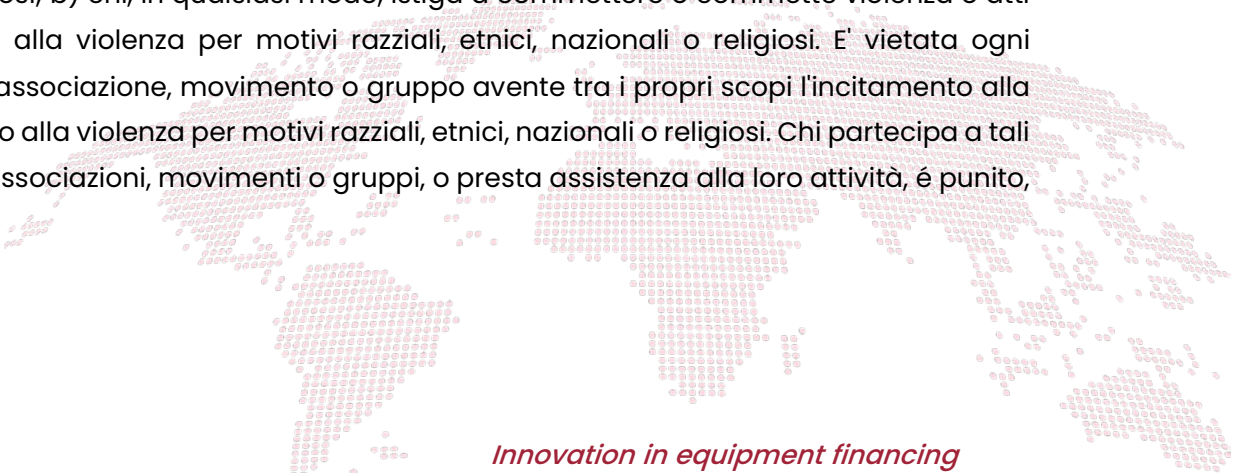 alla violenza per motivi razziali, etnici, nazionali o religiosi. E' vietata ogni
associazione, movimento o gruppo avente tra i propri scopi l'incitamento alla
o alla violenza per motivi razziali, etnici, nazionali o religiosi. Chi partecipa a tali
ssociazioni, movimenti o gruppi, o presta assistenza alla loro attività, é punito,
Innovation in equipment financing